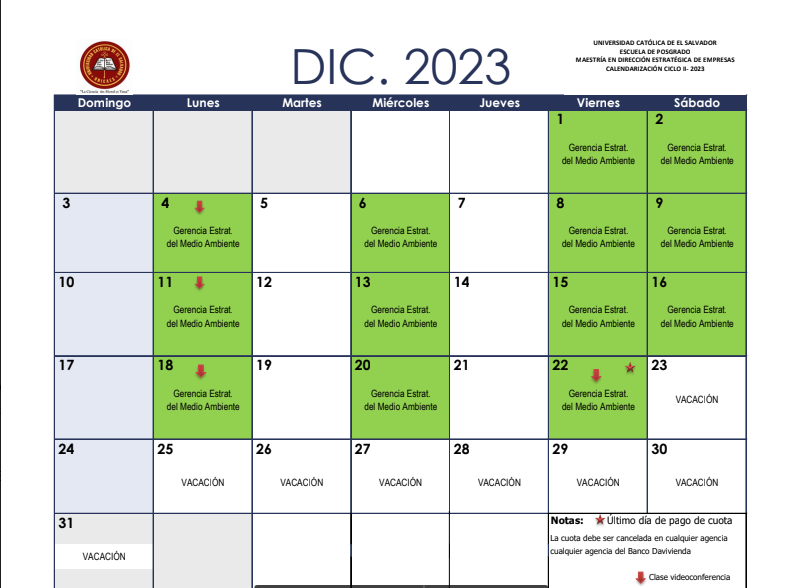 DIC. 2023
UNIVERSIDAD CATÓLICA DE EL SALVADOR
ESCUELA DE POSGRADO
MAESTRÍA EN DIRECCIÓN ESTRATÉGICA DE EMPRESAS
CALENDARIZACIÓN CICLO II- 2023
Domingo Lunes Martes Miércoles Jueves Viernes Sábado
1 2
Gerencia Estrat. Gerencia Estrat.
del Medio Ambiente del Medio Ambiente
3 4 5 6 7 8 9
Gerencia Estrat. Gerencia Estrat. Gerencia Estrat. Gerencia Estrat.
del Medio Ambiente del Medio Ambiente del Medio Ambiente del Medio Ambiente
10 11 12 13 14 15 16
Gerencia Estrat. Gerencia Estrat. Gerencia Estrat. Gerencia Estrat.
del Medio Ambiente del Medio Ambiente del Medio Ambiente del Medio Ambiente
17 18 19 20 21 22 23
Gerencia Estrat. Gerencia Estrat. Gerencia Estrat. VACACIÓN
del Medio Ambiente del Medio Ambiente del Medio Ambiente
24 25 26 27 28 29 30
VACACIÓN VACACIÓN VACACIÓN VACACIÓN VACACIÓN VACACIÓN
31
VACACIÓN
Notas: Último día de pago de cuota
La cuota debe ser cancelada en cualquier agencia
cualquier agencia del Banco Davivienda
Clase videoconferencia